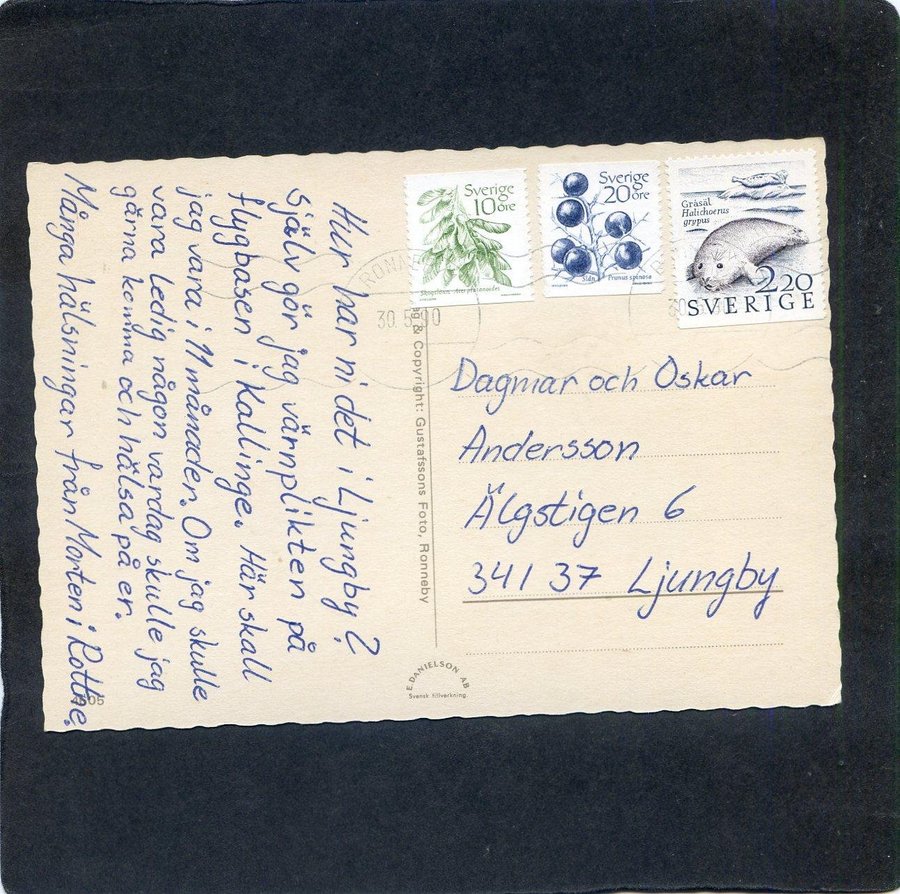 Hur har ni det i Ljungby?
Själv gör jag värnplikten på
flygbasen i Kallinge. Här skall
jag vara i 11 månader. Om jag skulle
vara ledig någon vardag skulle jag
gärna komma och hälsa på er.
Många hälsningar från Morten i Rottne.
Sverige
10 öre
Sverige
20 öre
Slån Prunus spinosa
Gråsäl
Halichoerus
grypus
2.20
SVERIGE
30.5.90
& Copyright: Gustafssons Foto, Ronneby
Dagmar och Oskar
Andersson
Älgstigen 6
341 37 Ljungby
E. DANIELSON AB
Svensk tillverkning.